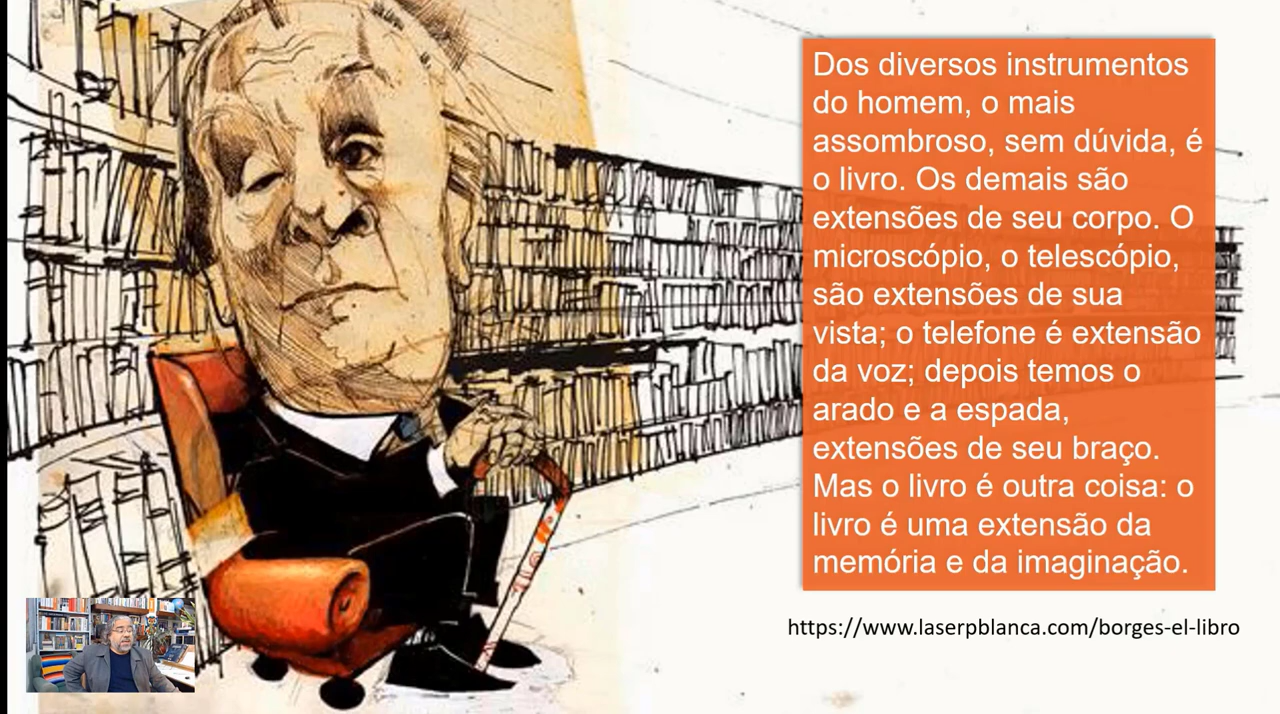 Dos diversos instrumentos
do homem, o mais
assombroso, sem dúvida, é
o livro. Os demais são
extensões de seu corpo. O
microscópio, o telescópio,
são extensões de sua
vista; o telefone é extensão
da voz; depois temos o
arado e a espada,
extensões de seu braço.
Mas o livro é outra coisa: o
livro é uma extensão da
memória e da imaginação.
https://www.laserpblanca.com/borges-el-libro